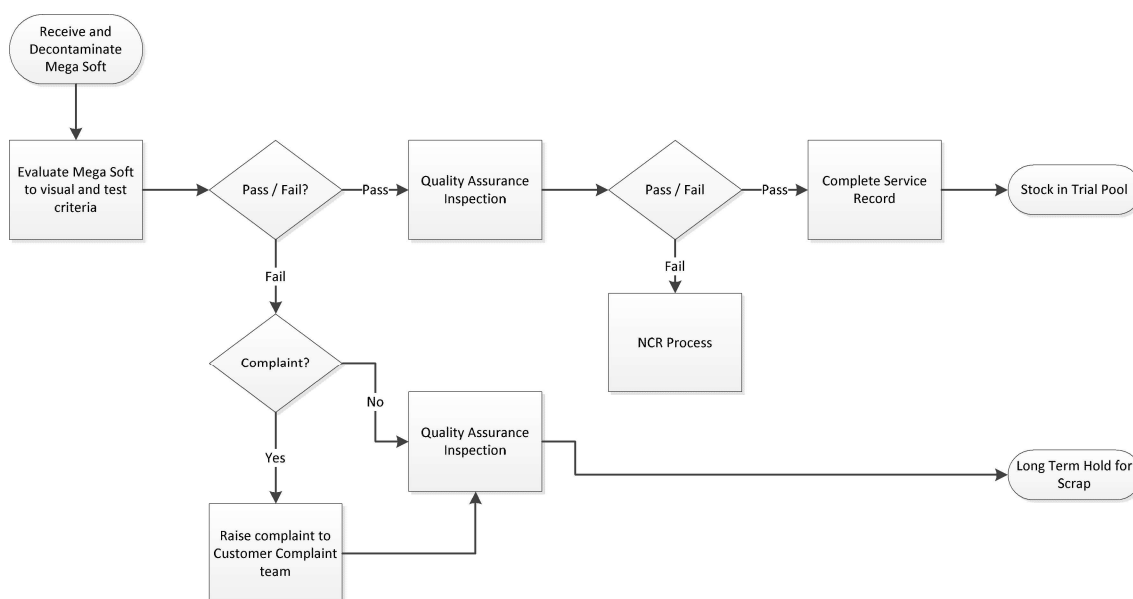 Receive and
Decontaminate
Mega Soft
Evaluate Mega Soft
to visual and test
criteria
Pass / Fail?
Pass
Quality Assurance
Inspection
Pass / Fail
Pass
Complete Service
Record
Stock in Trial Pool
Fail
Fail
NCR Process
Complaint?
No
Quality Assurance
Inspection
Yes
Long Term Hold for
Scrap
Raise complaint to
Customer Complaint
team